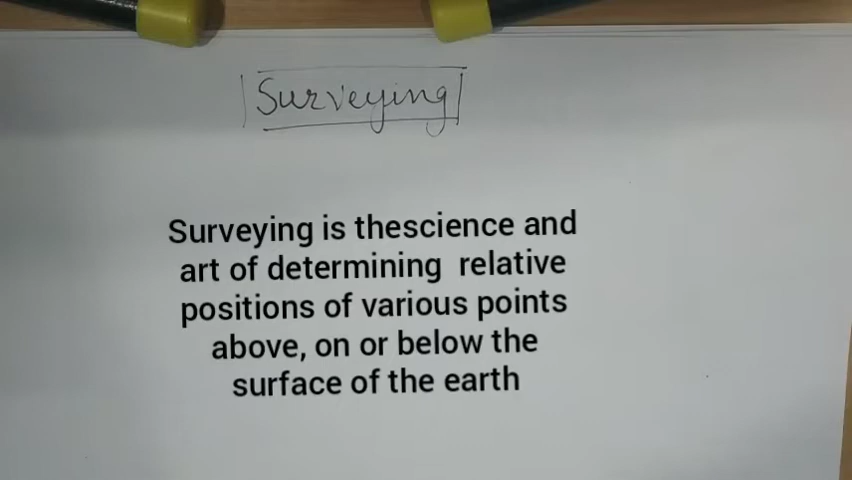 Surveying
Surveying is thescience and
art of determining relative
positions of various points
above, on or below the
surface of the earth